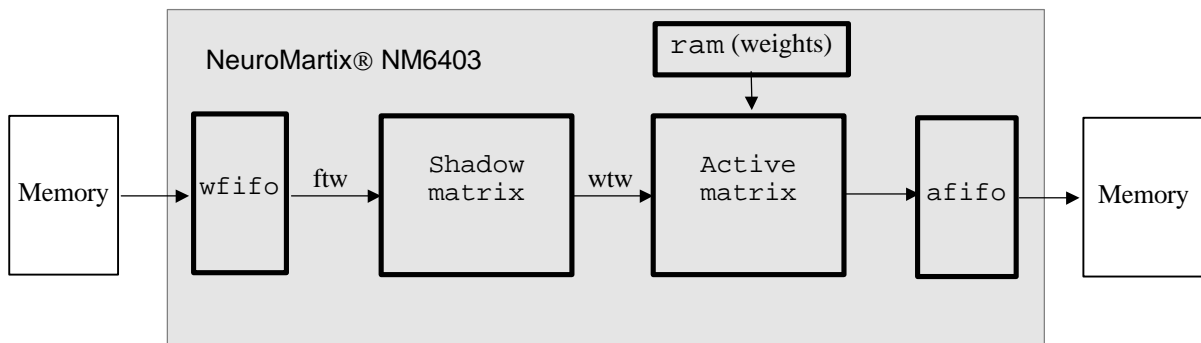 NeuroMartix® NM6403
ram (weights)
Memory
wfifo
ftw
Shadow
matrix
wtw
Active
matrix
afifo
Memory